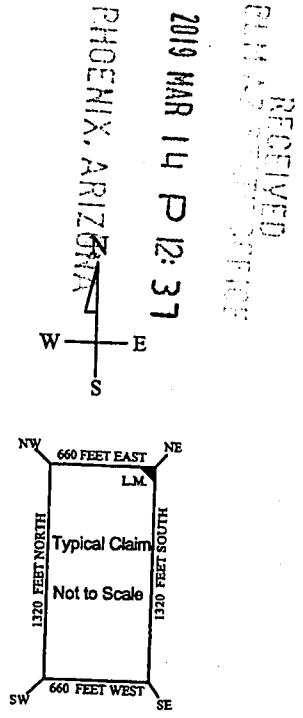 RECEIVED
2019 MAR 14 P 12: 37
PHOENIX, ARIZONA
N
W E
S
NW NE
660 FEET EAST
L.M.
1320 FEET NORTH
Typical Claim
Not to Scale
1320 FEET SOUTH
660 FEET WEST
SW SE